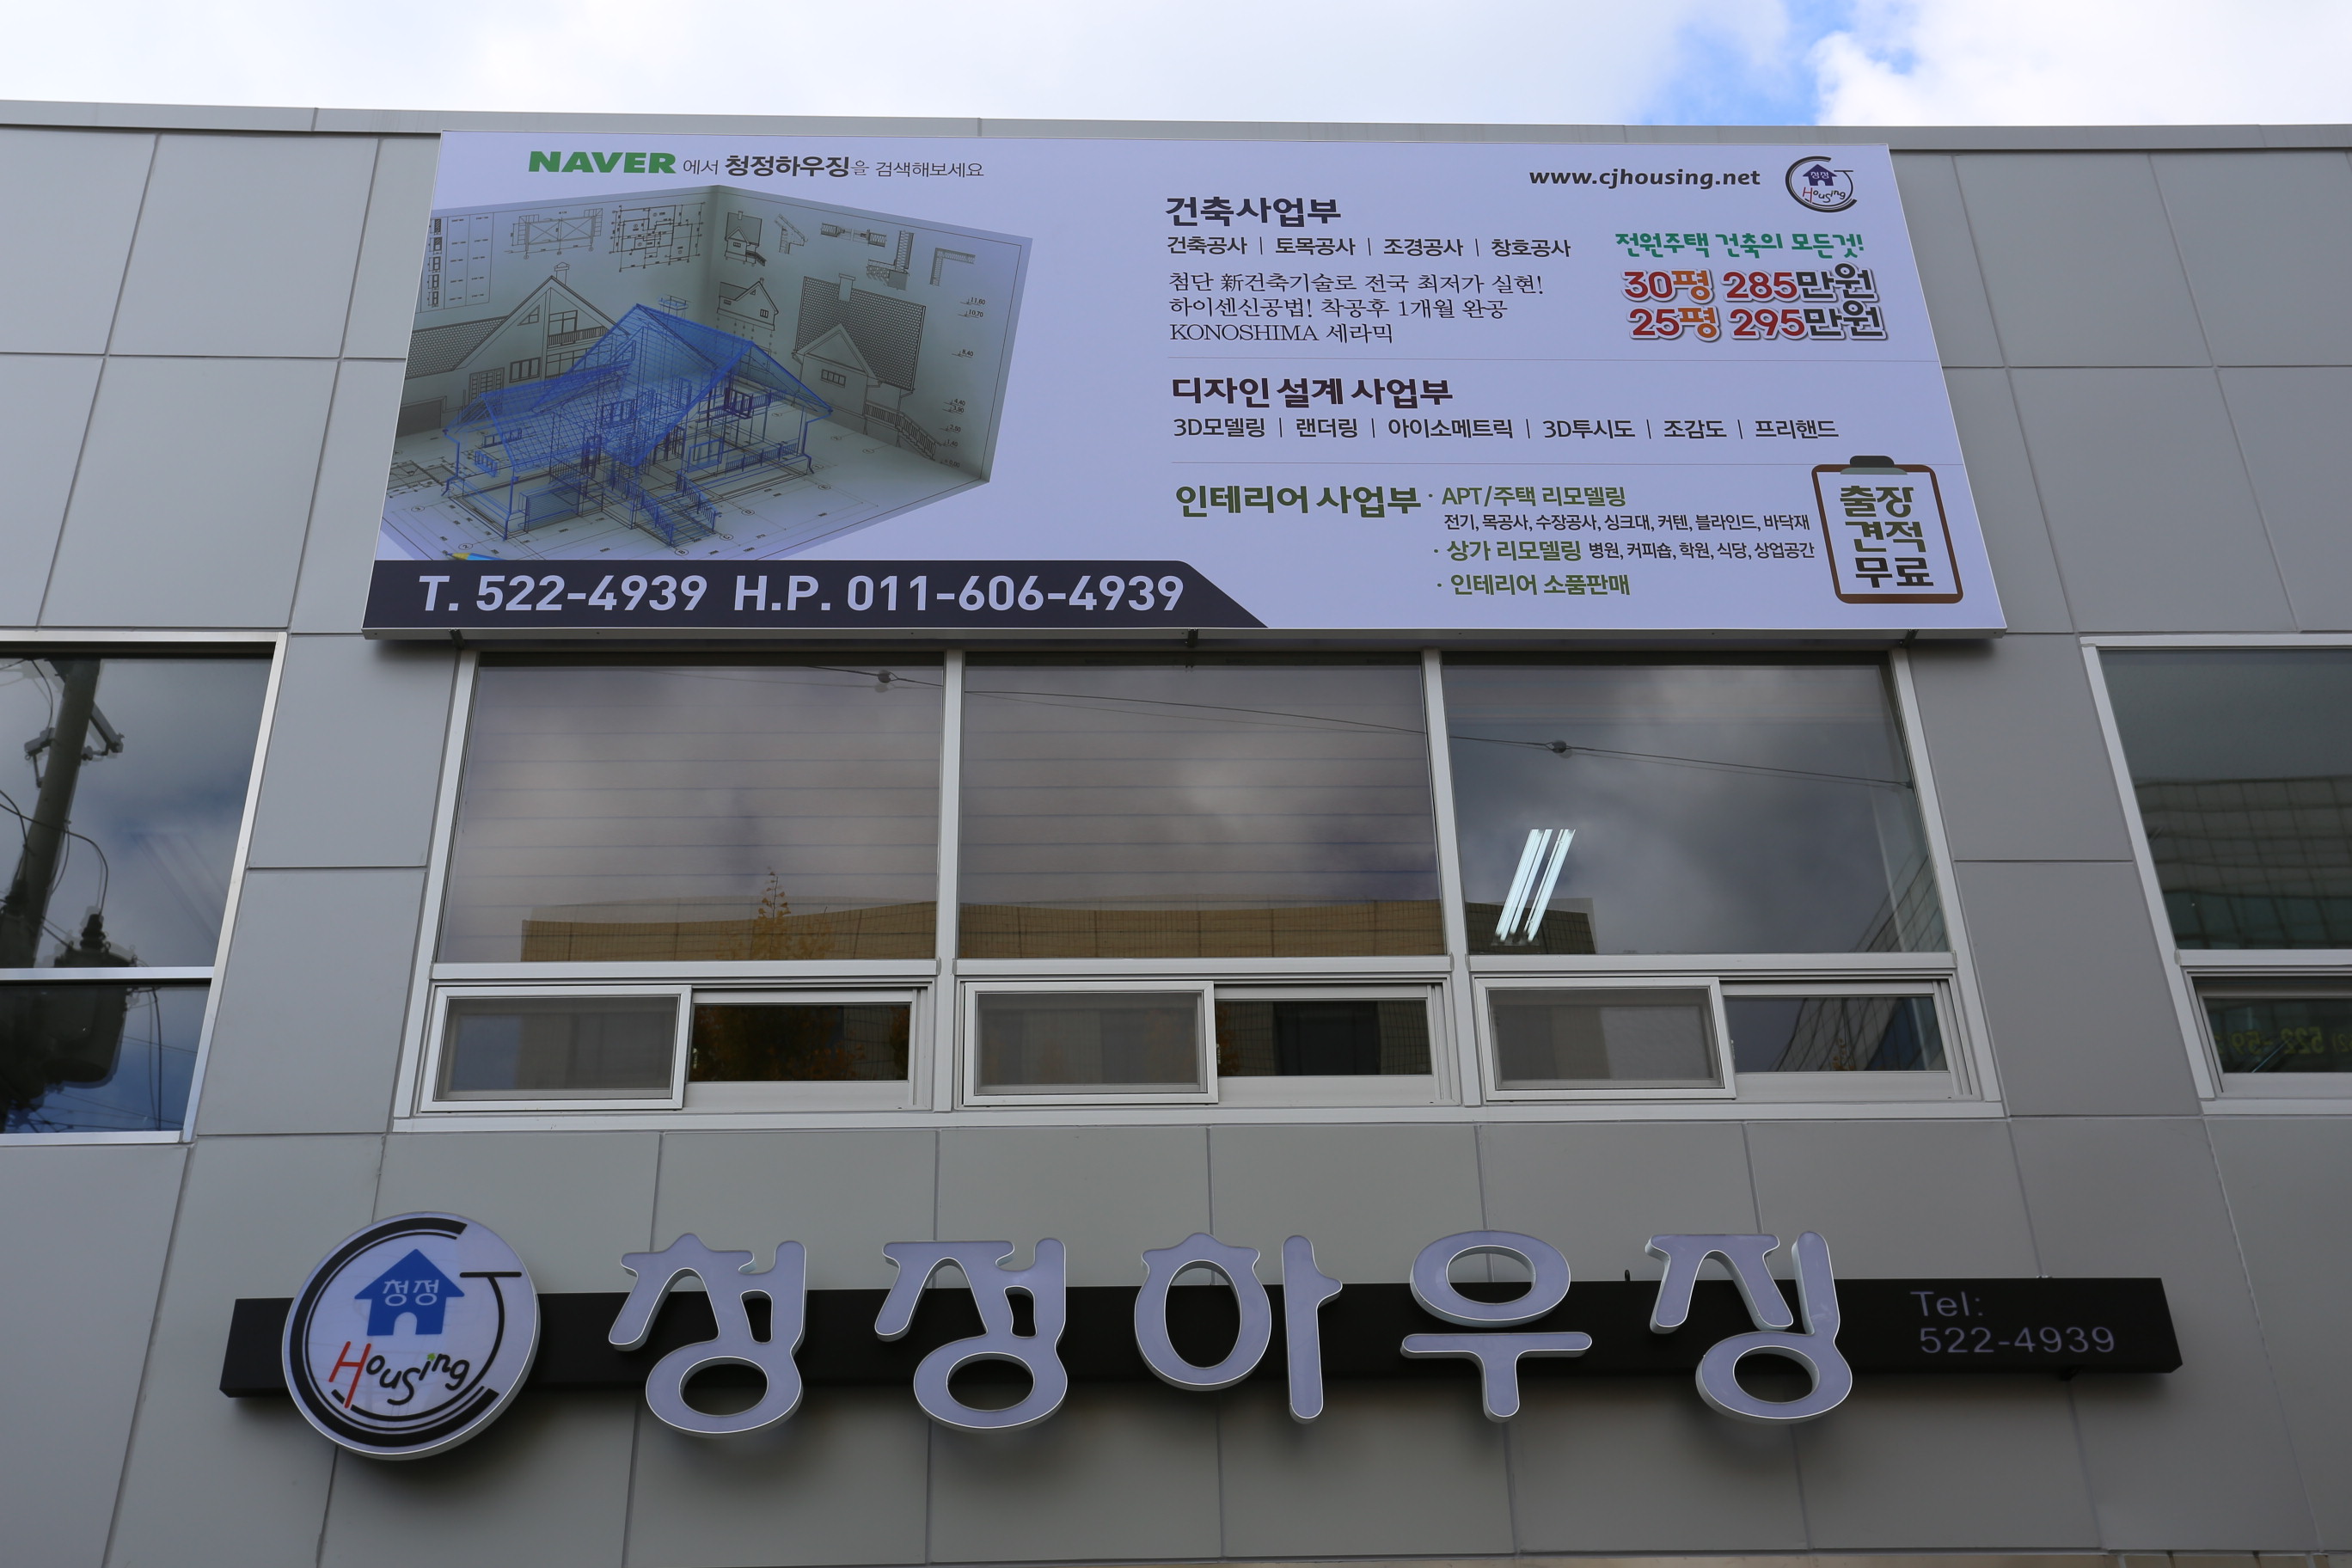 NAVER 에서 청정하우징을 검색해보세요
www.cjhousing.net
청정
Housing
건축사업부
건축공사 | 토목공사 | 조경공사 | 창호공사
첨단 新건축기술로 전국 최저가 실현!
하이센신공법! 착공후 1개월 완공
KONOSHIMA 세라믹
전원주택 건축의 모든것!
30평 285만원
25평 295만원
디자인 설계 사업부
3D모델링 | 랜더링 | 아이소메트릭 | 3D투시도 | 조감도 | 프리핸드
인테리어 사업부
· APT/주택 리모델링
전기, 목공사, 수장공사, 싱크대, 커텐, 블라인드, 바닥재
· 상가 리모델링 병원, 커피숍, 학원, 식당, 상업공간
· 인테리어 소품판매
출장
견적
무료
T. 522-4939 H.P. 011-606-4939
청정
Housing
청정하우징
Tel:
522-4939